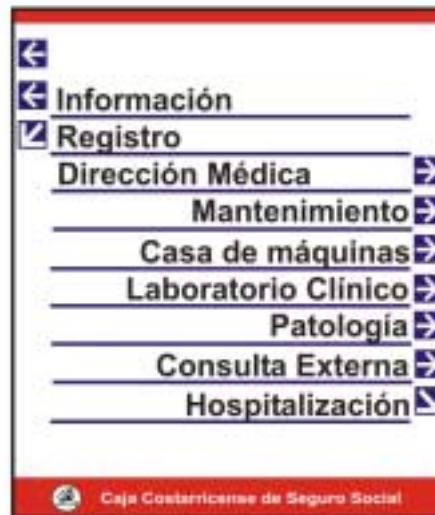 Información
Registro
Dirección Médica
Mantenimiento
Casa de máquinas
Laboratorio Clínico
Patología
Consulta Externa
Hospitalización
Caja Costarricense de Seguro Social